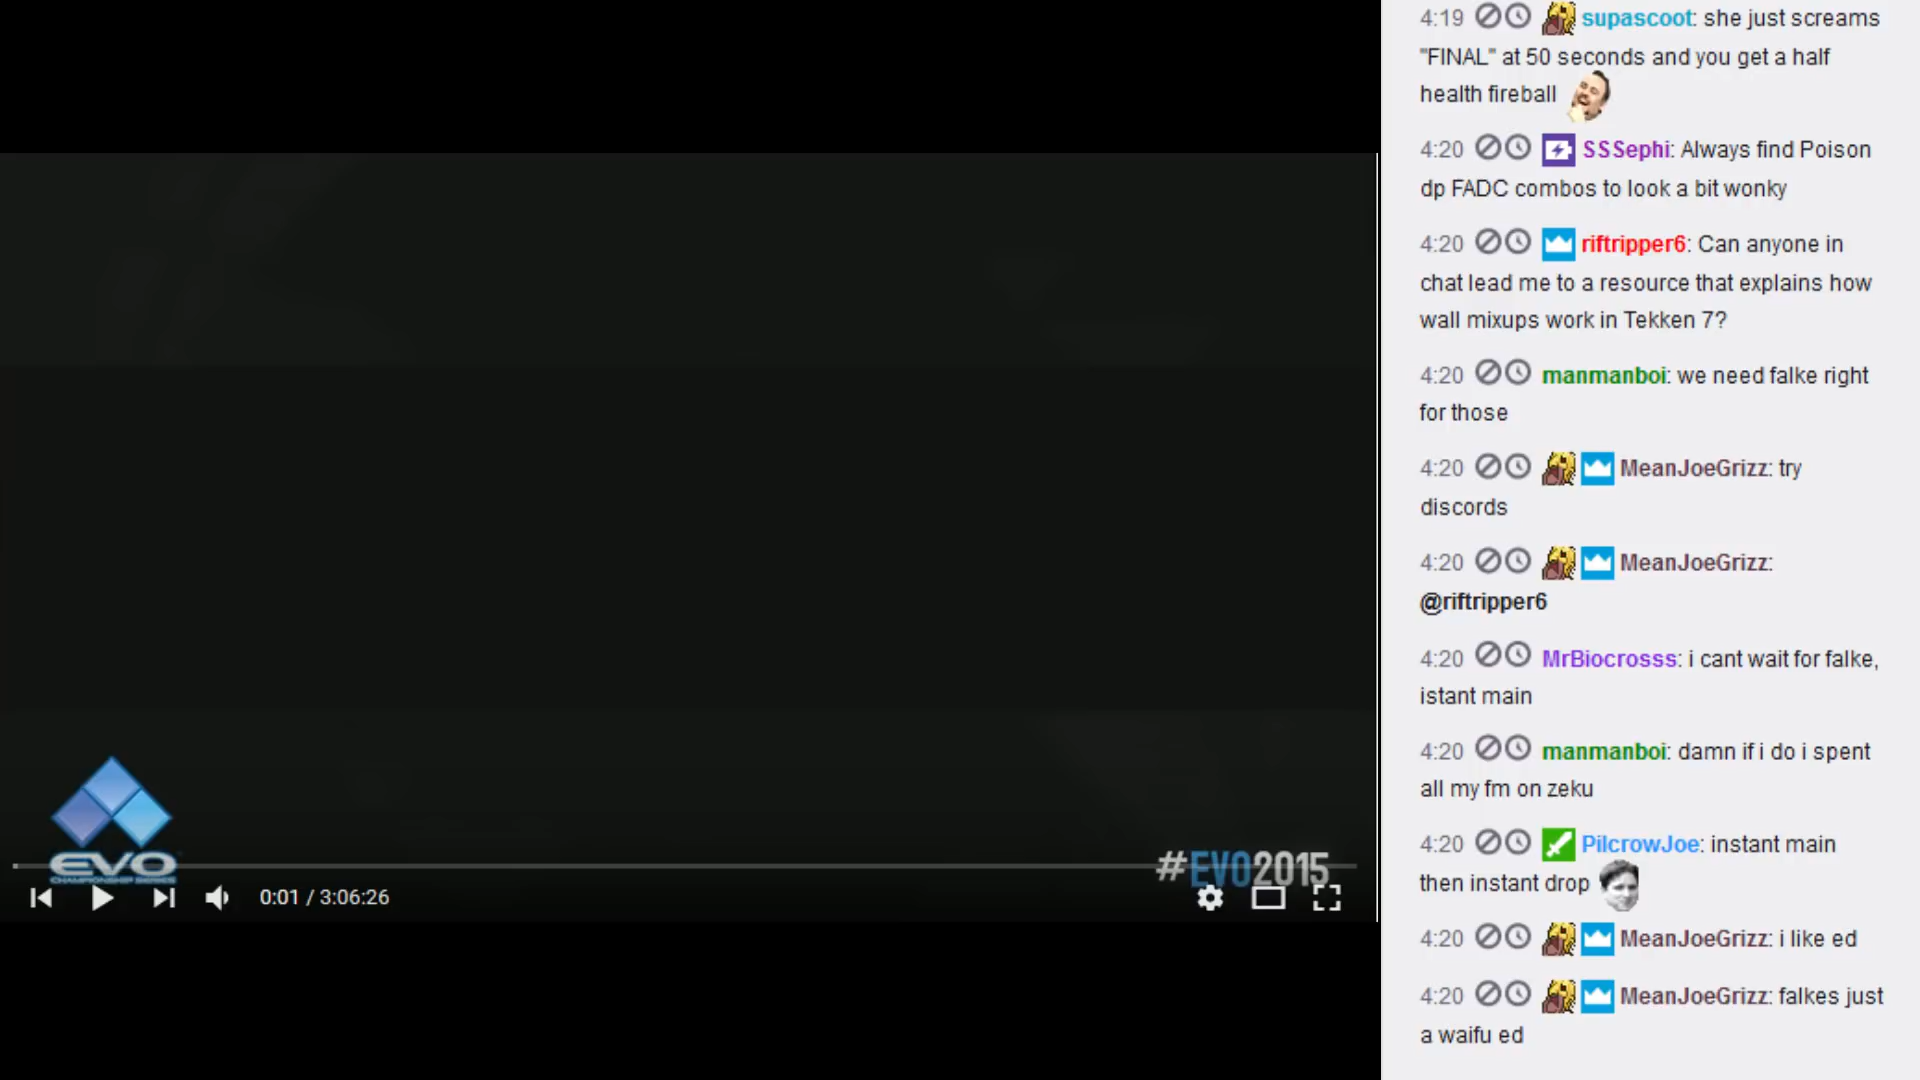 EVO
CHAMPIONSHIP SERIES
#EVO2015
0:01 / 3:06:26
4:19 supascoot: she just screams
"FINAL" at 50 seconds and you get a half
health fireball
4:20 SSSephi: Always find Poison
dp FADC combos to look a bit wonky
4:20 riftripper6: Can anyone in
chat lead me to a resource that explains how
wall mixups work in Tekken 7?
4:20 manmanboi: we need falke right
for those
4:20 MeanJoeGrizz: try
discords
4:20 MeanJoeGrizz:
@riftripper6
4:20 MrBiocrosss: i cant wait for falke,
istant main
4:20 manmanboi: damn if i do i spent
all my fm on zeku
4:20 PilcrowJoe: instant main
then instant drop
4:20 MeanJoeGrizz: i like ed
4:20 MeanJoeGrizz: falkes just
a waifu ed